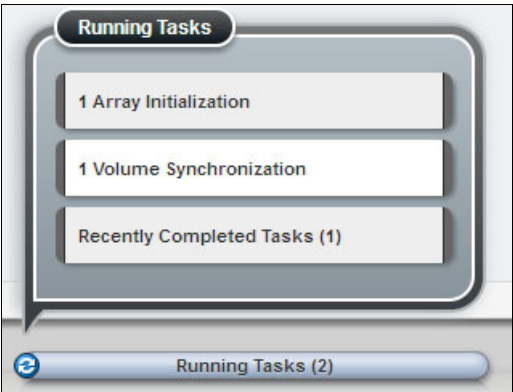 Running Tasks
1 Array Initialization
1 Volume Synchronization
Recently Completed Tasks (1)
Running Tasks (2)